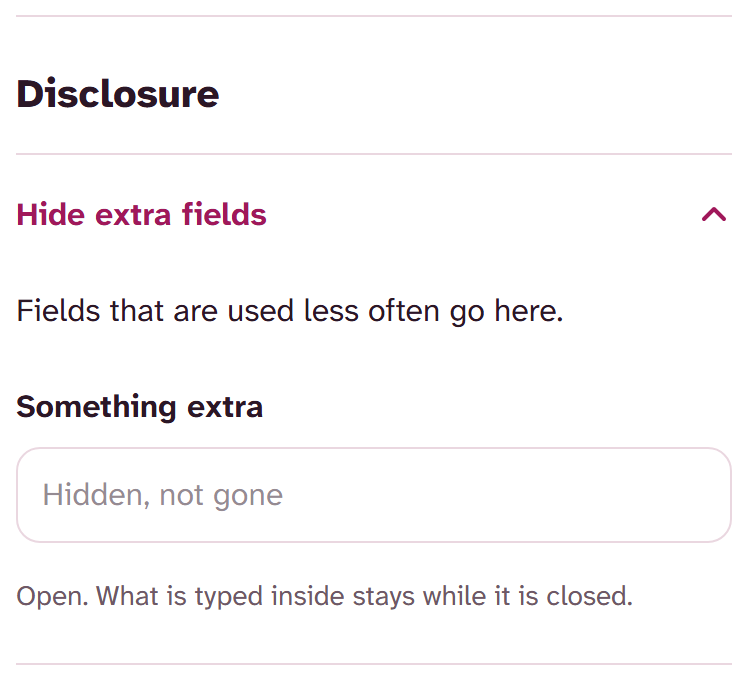 Disclosure
Hide extra fields
Fields that are used less often go here.
Something extra
Hidden, not gone
Open. What is typed inside stays while it is closed.